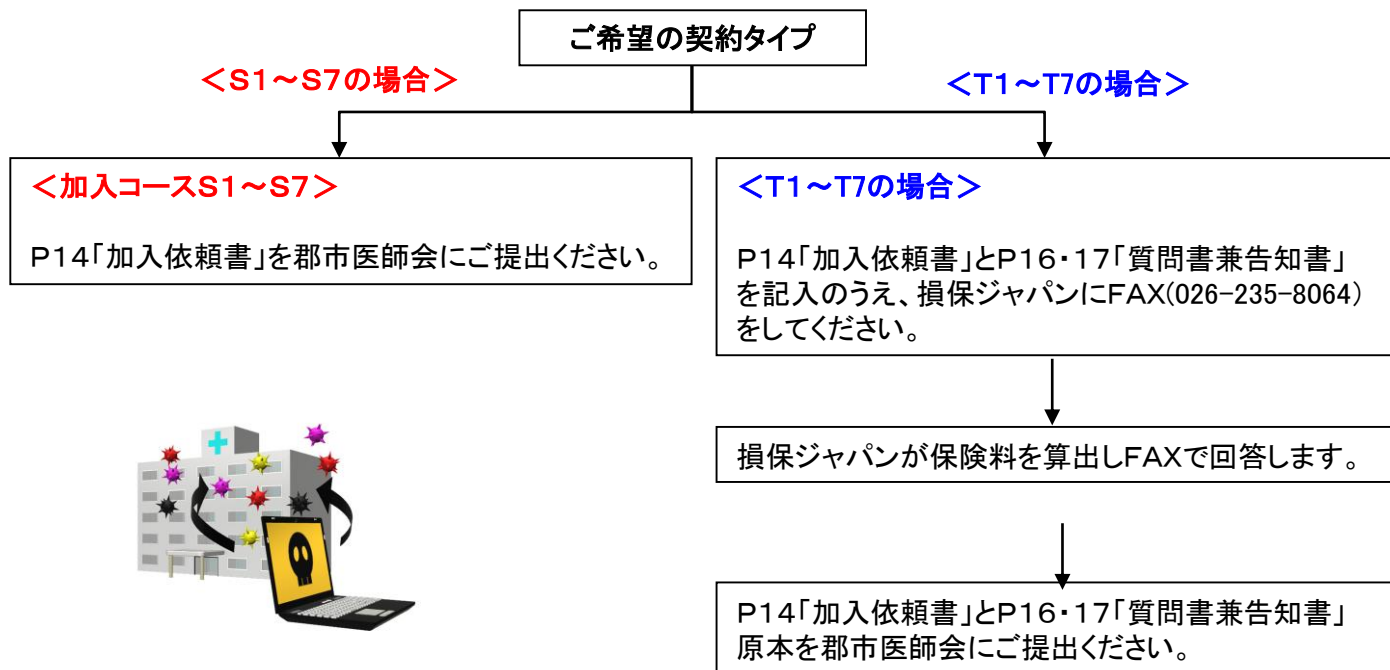 ご希望の契約タイプ
＜S1～S7の場合＞
＜T1～T7の場合＞
＜加入コースS1～S7＞
P14「加入依頼書」を郡市医師会にご提出ください。
＜T1～T7の場合＞
P14「加入依頼書」とP16・17「質問書兼告知書」
を記入のうえ、損保ジャパンにFAX(026-235-8064)
をしてください。
損保ジャパンが保険料を算出しFAXで回答します。
P14「加入依頼書」とP16・17「質問書兼告知書」
原本を郡市医師会にご提出ください。